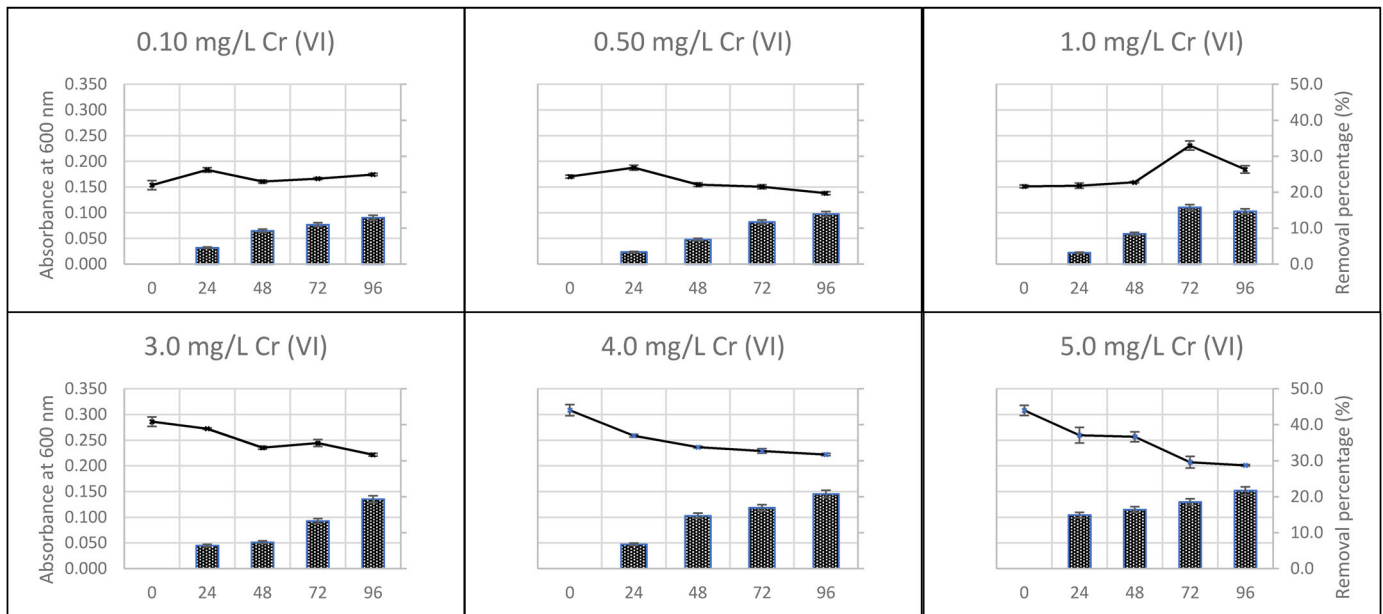 0.10 mg/L Cr (VI)
0.50 mg/L Cr (VI)
1.0 mg/L Cr (VI)
Absorbance at 600 nm
0.350
0.300
0.250
0.200
0.150
0.100
0.050
0.000
0 24 48 72 96
0 24 48 72 96
0 24 48 72 96
50.0
40.0
30.0
20.0
10.0
0.0
Removal percentage (%)
3.0 mg/L Cr (VI)
4.0 mg/L Cr (VI)
5.0 mg/L Cr (VI)
Absorbance at 600 nm
0.350
0.300
0.250
0.200
0.150
0.100
0.050
0.000
0 24 48 72 96
0 24 48 72 96
0 24 48 72 96
50.0
40.0
30.0
20.0
10.0
0.0
Removal percentage (%)